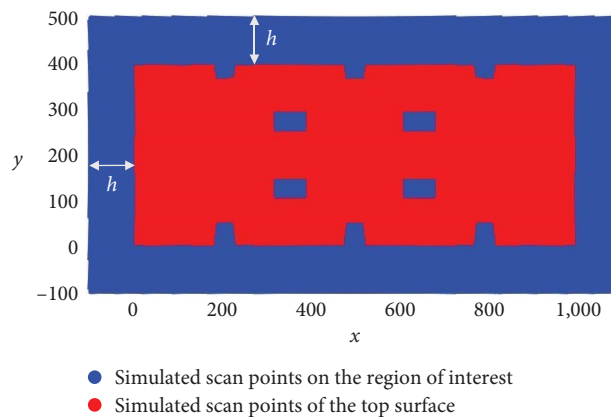 500
400
300
200
100
0
−100
y
h
h
0
200
400
600
800
1,000
x
Simulated scan points on the region of interest
Simulated scan points of the top surface